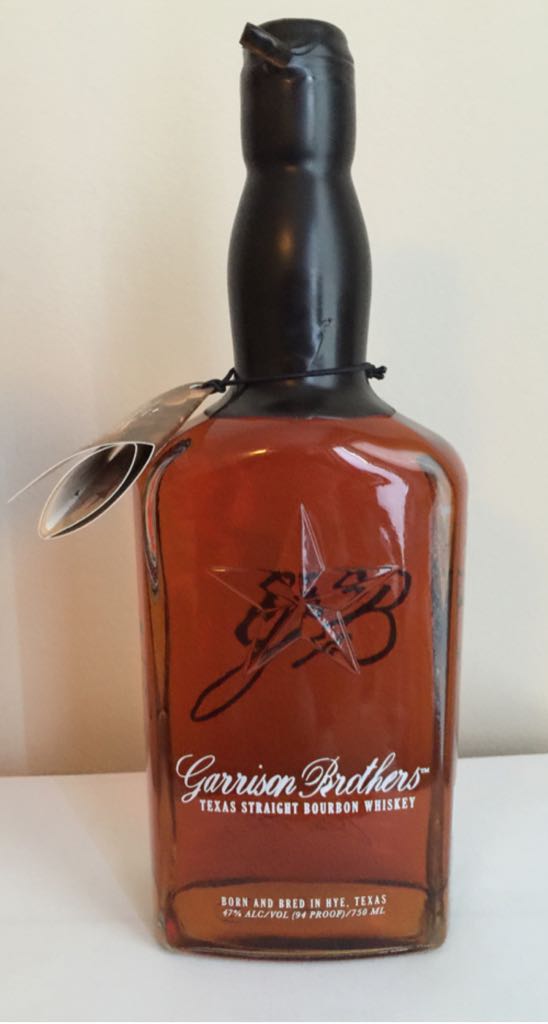 GB
Garrison Brothers™
TEXAS STRAIGHT BOURBON WHISKEY
BORN AND BRED IN HYE, TEXAS
47% ALC/VOL (94 PROOF)/750 ML